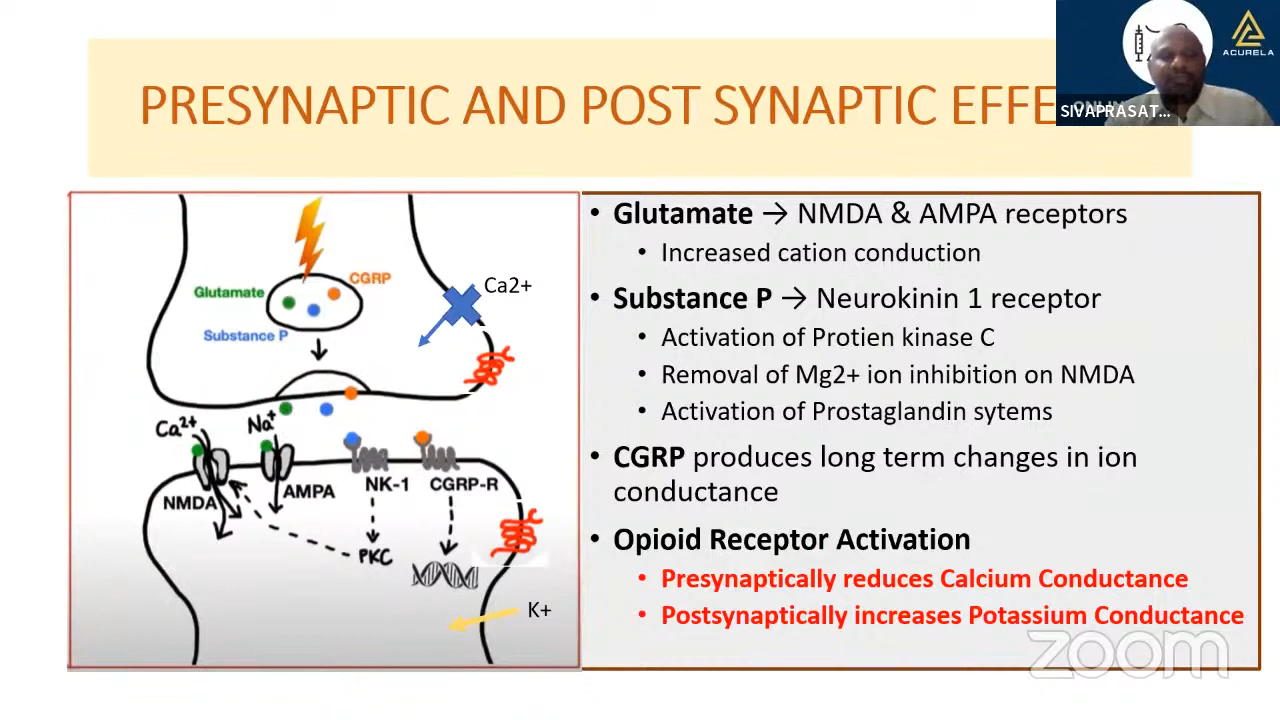 PRESYNAPTIC AND POST SYNAPTIC EFFE
ACURELA
SIVAPRASAT...
Glutamate
CGRP
Substance P
Ca2+
Ca2+
Na+
NMDA
AMPA
NK-1
CGRP-R
PKC
K+
• Glutamate → NMDA & AMPA receptors
• Increased cation conduction
• Substance P → Neurokinin 1 receptor
• Activation of Protien kinase C
• Removal of Mg2+ ion inhibition on NMDA
• Activation of Prostaglandin sytems
• CGRP produces long term changes in ion
conductance
• Opioid Receptor Activation
• Presynaptically reduces Calcium Conductance
• Postsynaptically increases Potassium Conductance
zoom